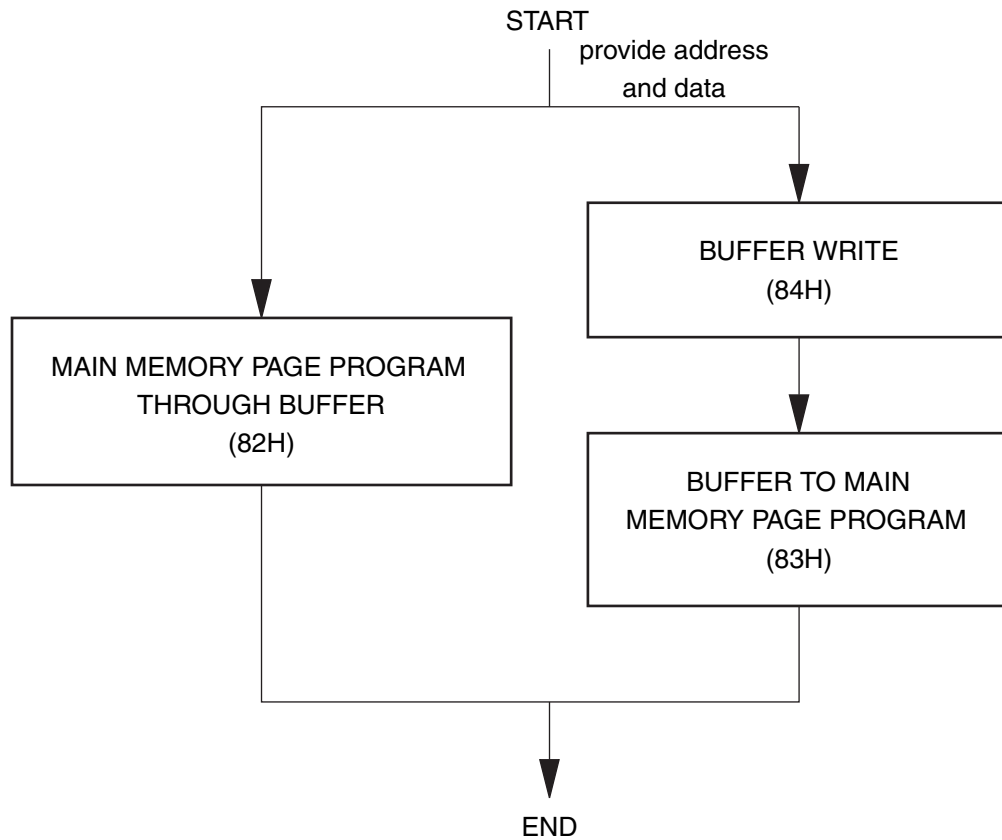 START
provide address
and data
BUFFER WRITE
(84H)
MAIN MEMORY PAGE PROGRAM
THROUGH BUFFER
(82H)
BUFFER TO MAIN
MEMORY PAGE PROGRAM
(83H)
END